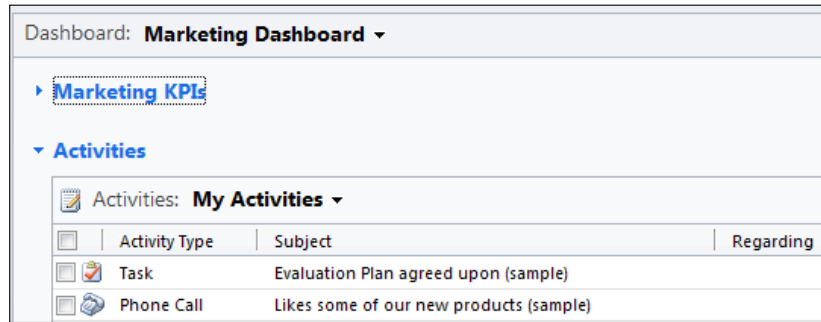 Dashboard: Marketing Dashboard
Marketing KPIs
Activities
Activities: My Activities
Activity Type Subject Regarding
Task Evaluation Plan agreed upon (sample)
Phone Call Likes some of our new products (sample)